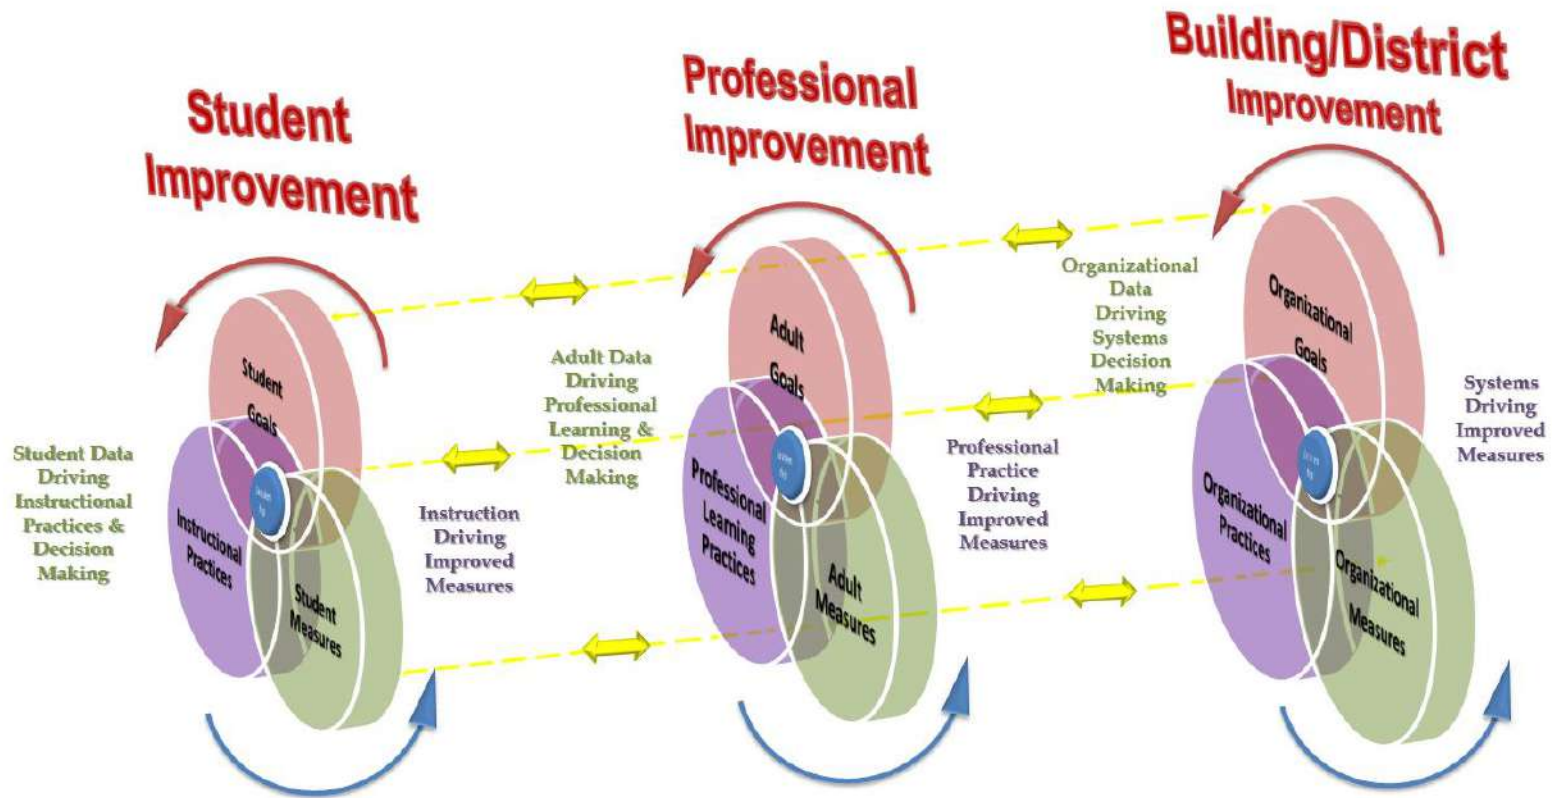 Student
Improvement
Professional
Improvement
Building/District
Improvement
Student
Goals
Instructional
Practices
Student
Measures
Student Data
Driving
Instructional
Practices &
Decision
Making
Instruction
Driving
Improved
Measures
Adult
Goals
Professional
Learning
Practices
Adult
Measures
Adult Data
Driving
Professional
Learning &
Decision
Making
Professional
Practice
Driving
Improved
Measures
Organizational
Goals
Organizational
Practices
Organizational
Measures
Organizational
Data
Driving
Systems
Decision
Making
Systems
Driving
Improved
Measures